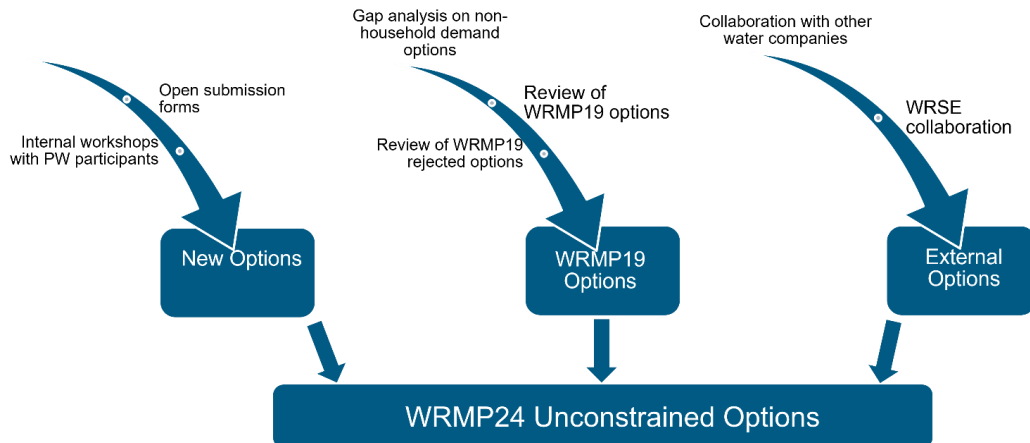 Open submission
forms
Internal workshops
with PW participants
New Options
Gap analysis on non-
household demand
options
Review of
WRMP19 options
Review of WRMP19
rejected options
WRMP19
Options
Collaboration with other
water companies
WRSE
collaboration
External
Options
WRMP24 Unconstrained Options